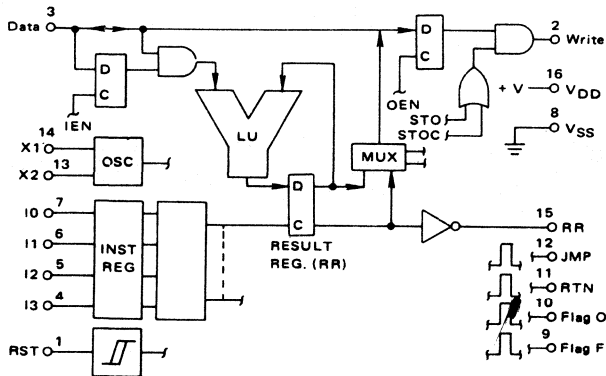 3
Data
D
C
IEN
14
X1
13
X2
OSC
LU
7
I0
6
I1
5
I2
4
I3
INST
REG
1
RST
D
C
RESULT
REG. (RR)
MUX
D
C
OEN
STO
STOC
2
Write
16
+ V
VDD
8
VSS
15
RR
12
JMP
11
RTN
10
Flag O
9
Flag F